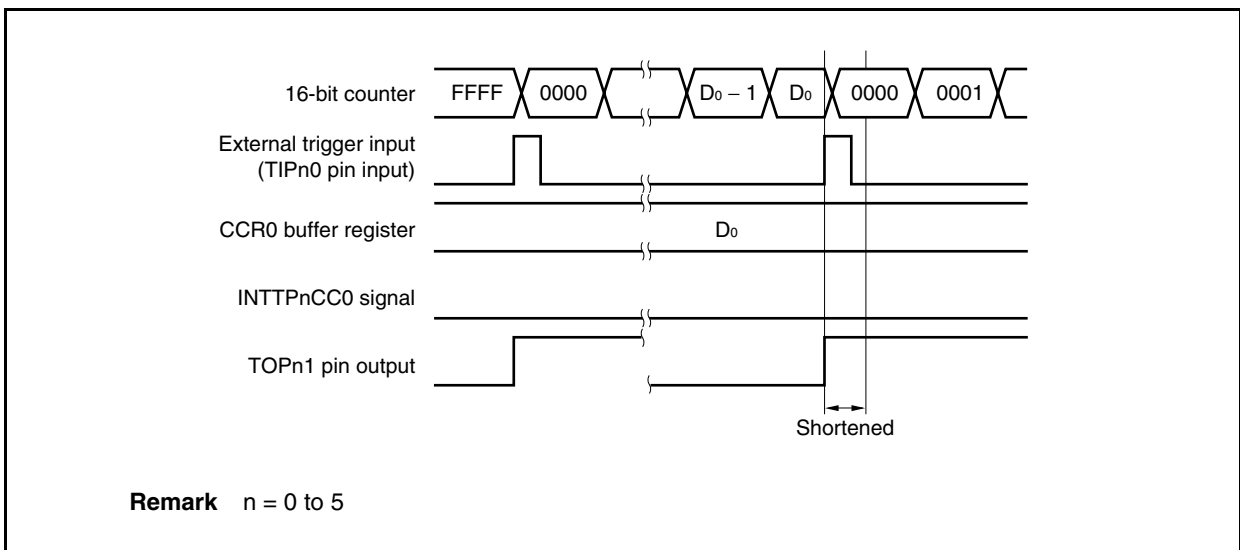 16-bit counter FFFF 0000 D0 − 1 D0 0000 0001
External trigger input
(TIPn0 pin input)
CCR0 buffer register D0
INTTPnCC0 signal
TOPn1 pin output
Shortened
Remark n = 0 to 5